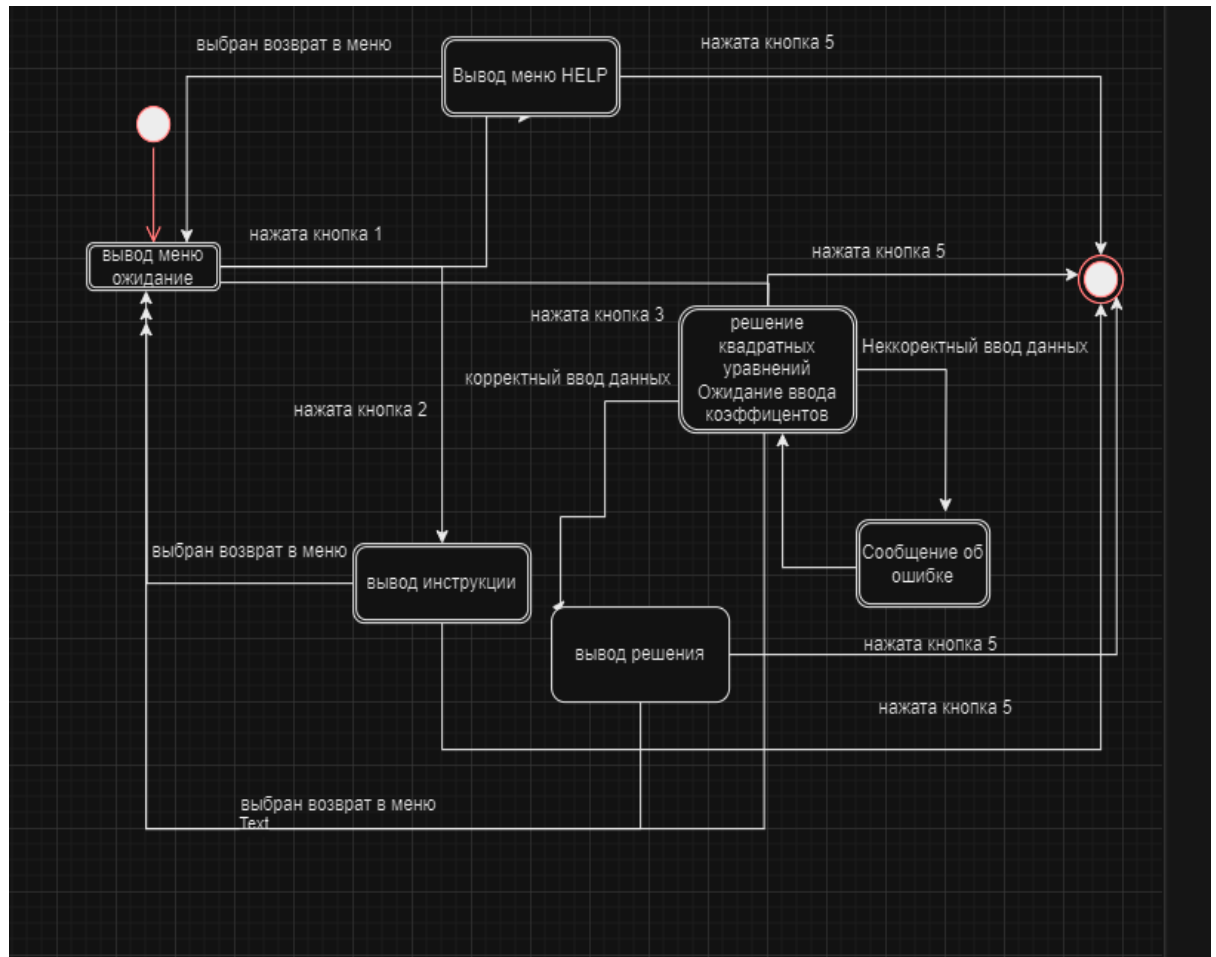 выбран возврат в меню
нажата кнопка 5
Вывод меню HELP
нажата кнопка 1
вывод меню
ожидание
нажата кнопка 5
нажата кнопка 3
решение
квадратных
уравнений
Ожидание ввода
коэффицентов
Неккоректный ввод данных
корректный ввод данных
нажата кнопка 2
выбран возврат в меню
вывод инструкции
Сообщение об
ошибке
вывод решения
нажата кнопка 5
нажата кнопка 5
выбран возврат в меню
Text